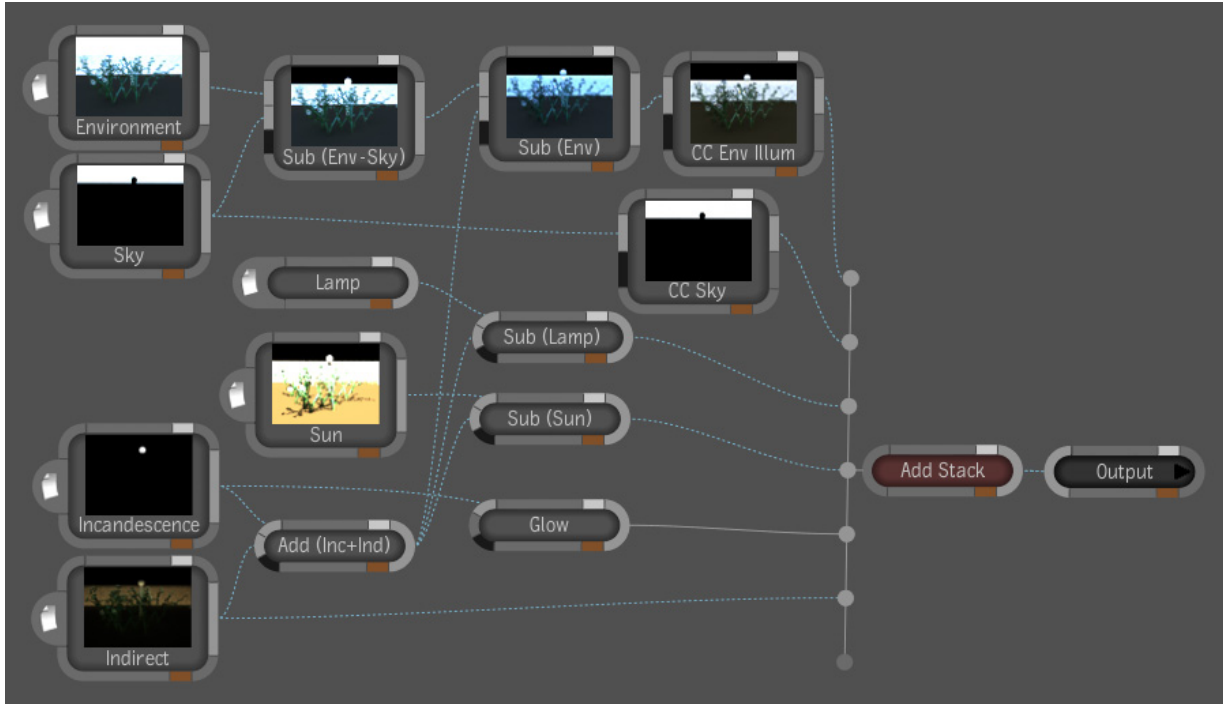 Environment
Sub (Env-Sky)
Sub (Env)
CC Env Illum
Sky
CC Sky
Lamp
Sub (Lamp)
Sub (Sun)
Sun
Add Stack
Output
Incandescence
Glow
Add (Inc+Ind)
Indirect